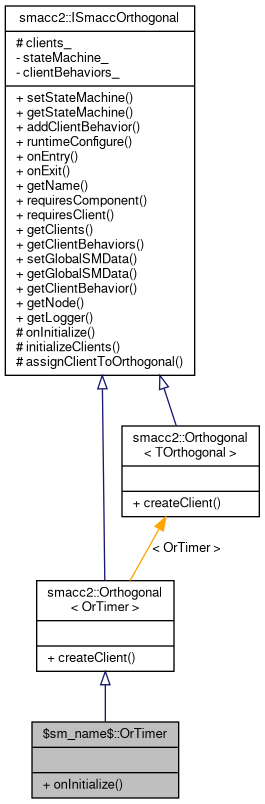 smacc2::ISmaccOrthogonal
# clients_
- stateMachine_
- clientBehaviors_
+ setStateMachine()
+ getStateMachine()
+ addClientBehavior()
+ runtimeConfigure()
+ onEntry()
+ onExit()
+ getName()
+ requiresComponent()
+ requiresClient()
+ getClients()
+ getClientBehaviors()
+ setGlobalSMData()
+ getGlobalSMData()
+ getClientBehavior()
+ getNode()
+ getLogger()
# onInitialize()
# initializeClients()
# assignClientToOrthogonal()
smacc2::Orthogonal
< TOrthogonal >
+ createClient()
< OrTimer >
smacc2::Orthogonal
< OrTimer >
+ createClient()
$sm_name$::OrTimer
+ onInitialize()